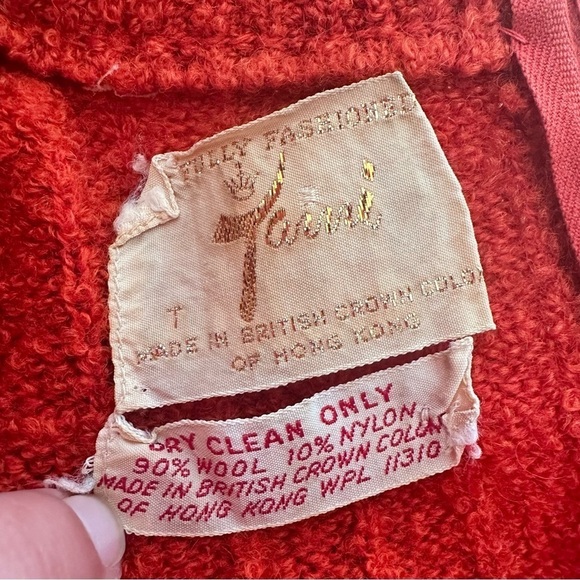 FULLY FASHIONED
Tami
T
MADE IN BRITISH CROWN COLONY
OF HONG KONG
DRY CLEAN ONLY
90% WOOL 10% NYLON
MADE IN BRITISH CROWN COLONY
OF HONG KONG WPL 11310